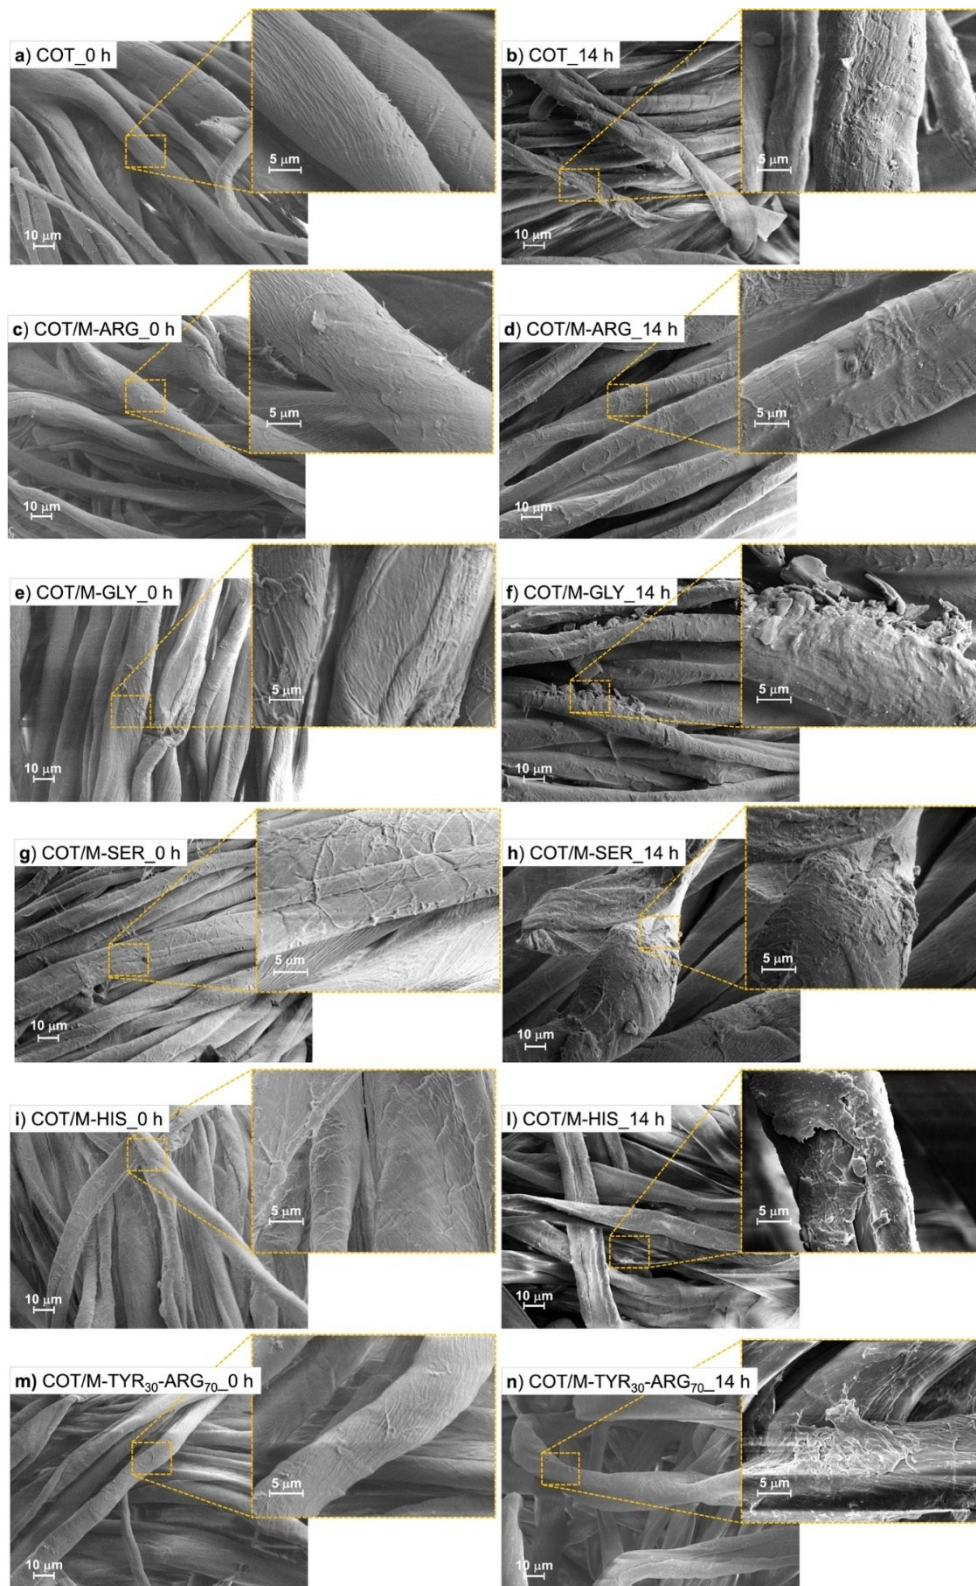 a) COT_0 h
5 μm
10 μm
b) COT_14 h
5 μm
10 μm
c) COT/M-ARG_0 h
5 μm
10 μm
d) COT/M-ARG_14 h
5 μm
10 μm
e) COT/M-GLY_0 h
5 μm
10 μm
f) COT/M-GLY_14 h
5 μm
10 μm
g) COT/M-SER_0 h
5 μm
10 μm
h) COT/M-SER_14 h
5 μm
10 μm
i) COT/M-HIS_0 h
5 μm
10 μm
l) COT/M-HIS_14 h
5 μm
10 μm
m) COT/M-TYR₃₀-ARG₇₀_0 h
5 μm
10 μm
n) COT/M-TYR₃₀-ARG₇₀_14 h
5 μm
10 μm